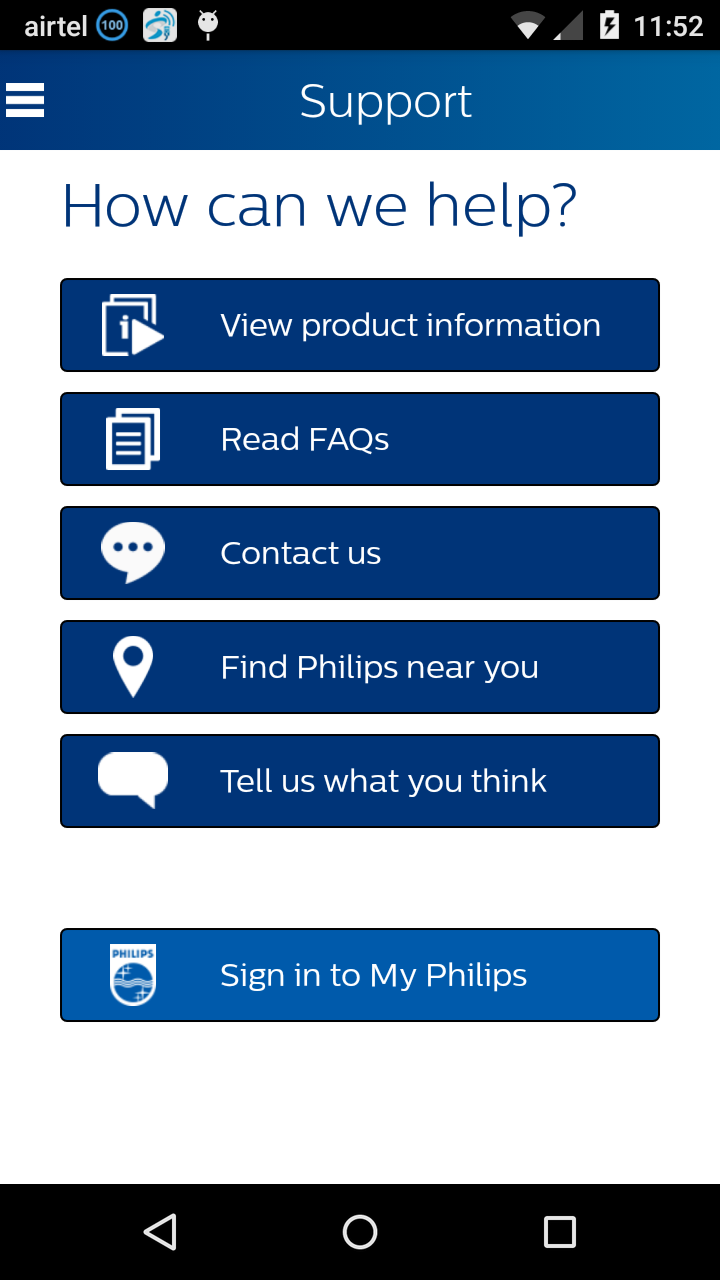 airtel 100 11:52
Support
How can we help?
View product information
Read FAQs
Contact us
Find Philips near you
Tell us what you think
PHILIPS
Sign in to My Philips